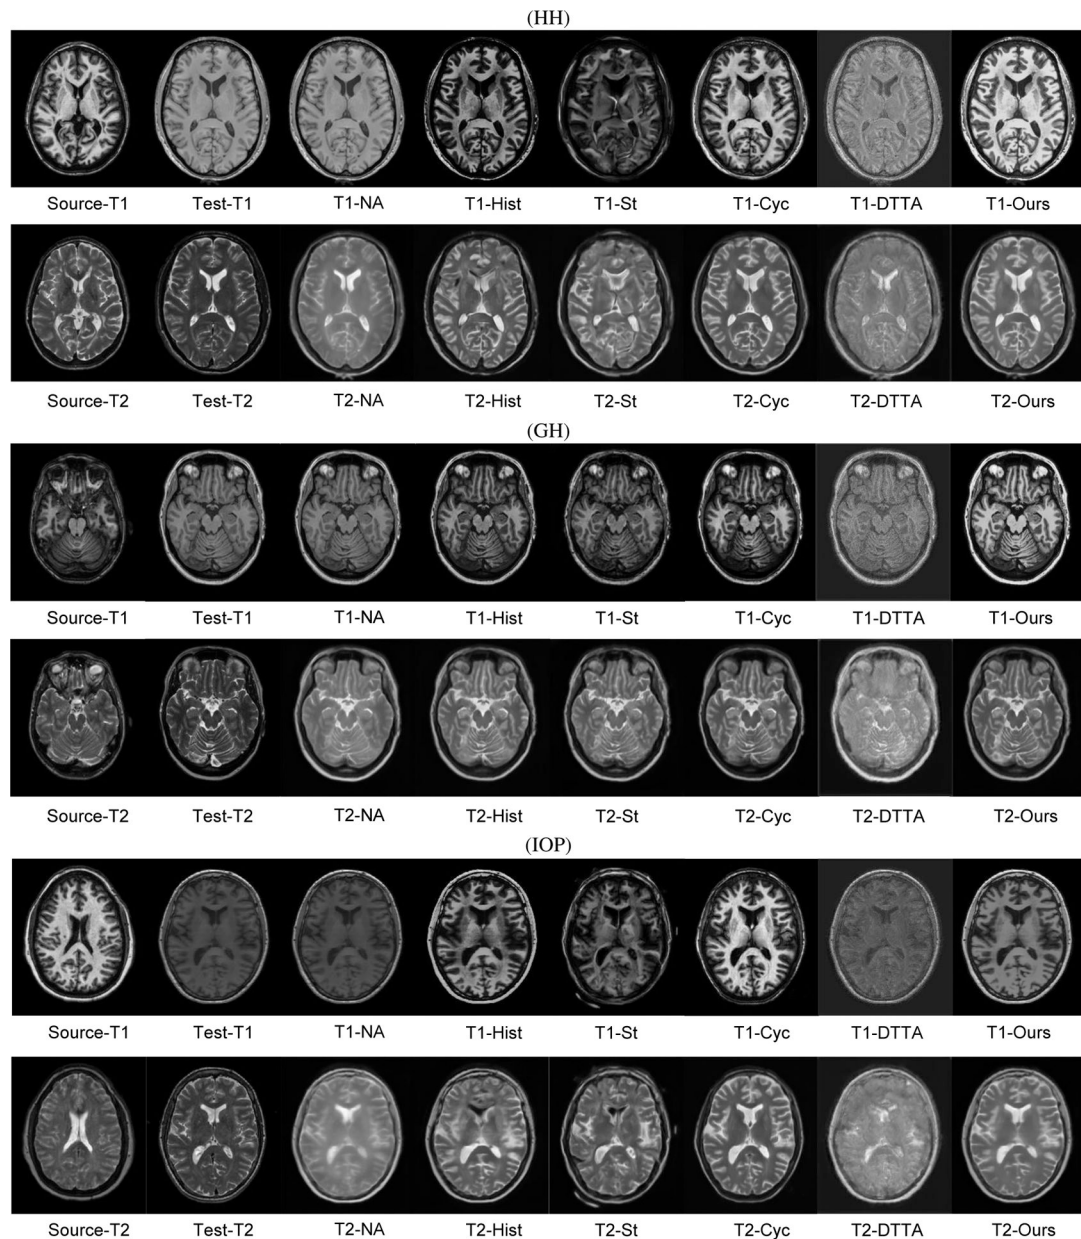 (HH)
Source-T1 Test-T1 T1-NA T1-Hist T1-St T1-Cyc T1-DTTA T1-Ours
Source-T2 Test-T2 T2-NA T2-Hist T2-St T2-Cyc T2-DTTA T2-Ours
(GH)
Source-T1 Test-T1 T1-NA T1-Hist T1-St T1-Cyc T1-DTTA T1-Ours
Source-T2 Test-T2 T2-NA T2-Hist T2-St T2-Cyc T2-DTTA T2-Ours
(IOP)
Source-T1 Test-T1 T1-NA T1-Hist T1-St T1-Cyc T1-DTTA T1-Ours
Source-T2 Test-T2 T2-NA T2-Hist T2-St T2-Cyc T2-DTTA T2-Ours